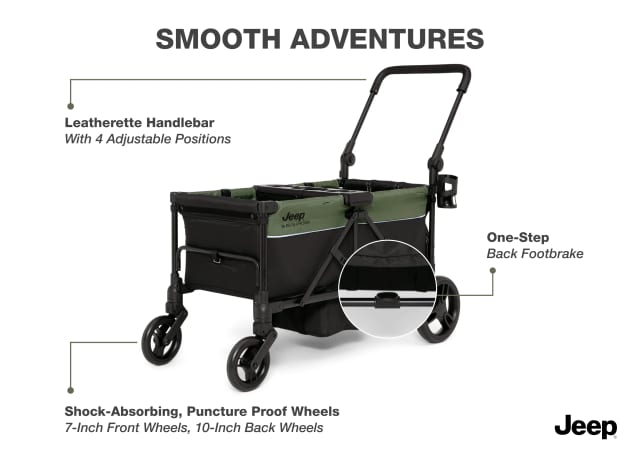 SMOOTH ADVENTURES
Leatherette Handlebar
With 4 Adjustable Positions
Jeep
One-Step
Back Footbrake
Shock-Absorbing, Puncture Proof Wheels
7-Inch Front Wheels, 10-Inch Back Wheels
Jeep